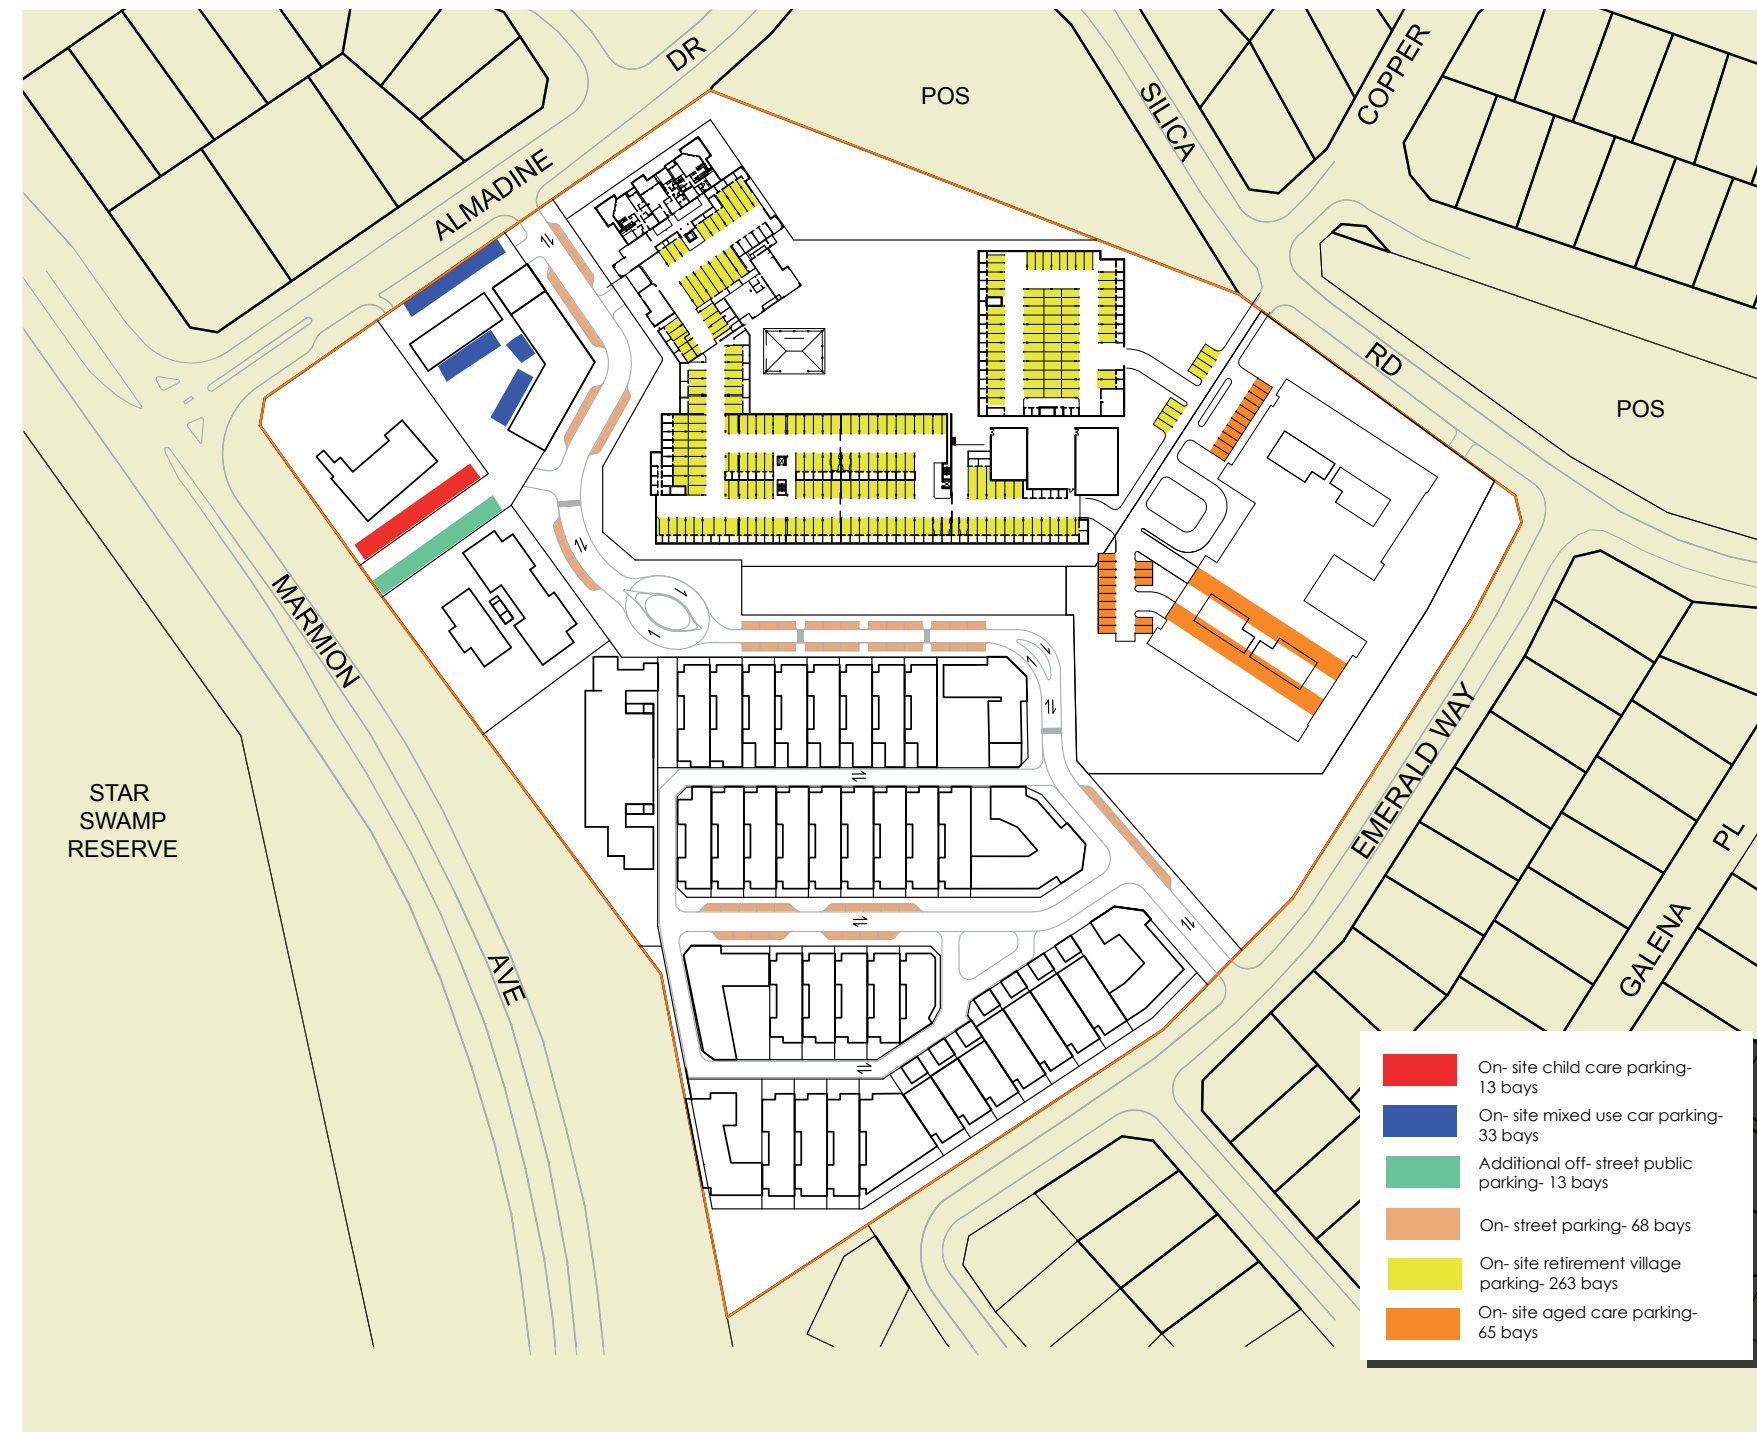 DR
POS
SILICA
COPPER
ALMADINE
RD
POS
MARMION
EMERALD WAY
STAR
SWAMP
RESERVE
PL
GALENA
AVE
On- site child care parking-
13 bays
On- site mixed use car parking-
33 bays
Additional off- street public
parking- 13 bays
On- street parking- 68 bays
On- site retirement village
parking- 263 bays
On- site aged care parking-
65 bays